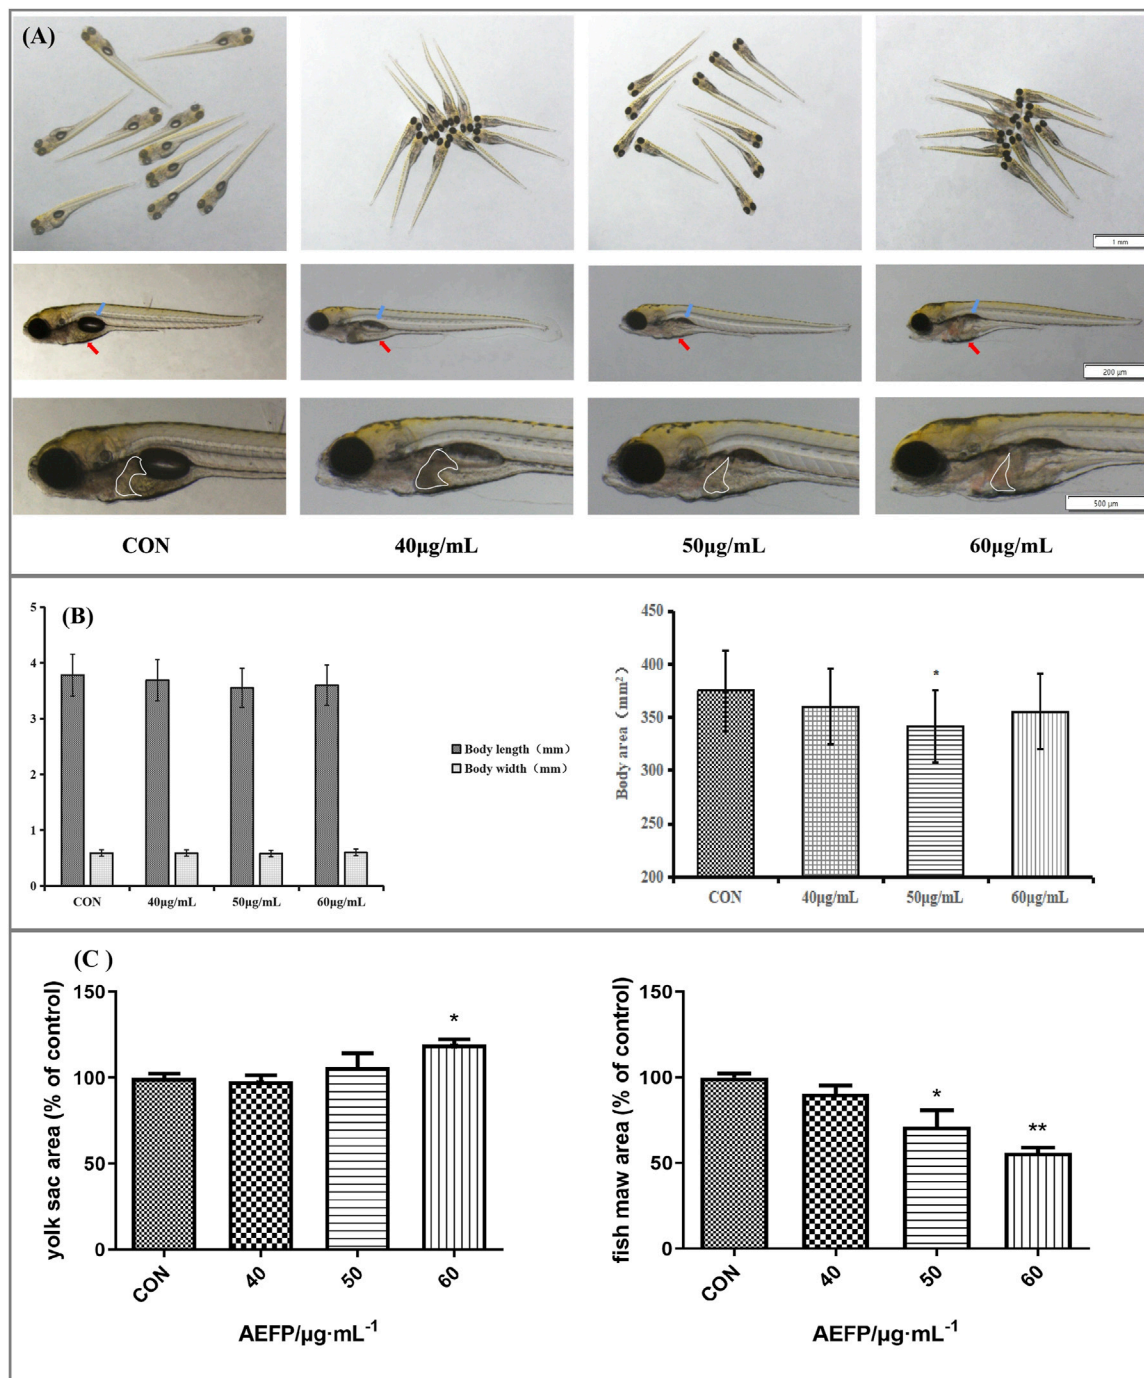 (A)
1 mm
200 μm
500 μm
CON 40μg/mL 50μg/mL 60μg/mL
(B)
5
4
3
2
1
0
CON 40μg/mL 50μg/mL 60μg/mL
Body length（mm）
Body width（mm）
Body area（mm²）
450
400
350
300
250
200
*
CON 40μg/mL 50μg/mL 60μg/mL
(C )
yolk sac area (% of control)
150
100
50
0
*
CON 40 50 60
AEFP/μg·mL⁻¹
fish maw area (% of control)
150
100
50
0
*
**
CON 40 50 60
AEFP/μg·mL⁻¹